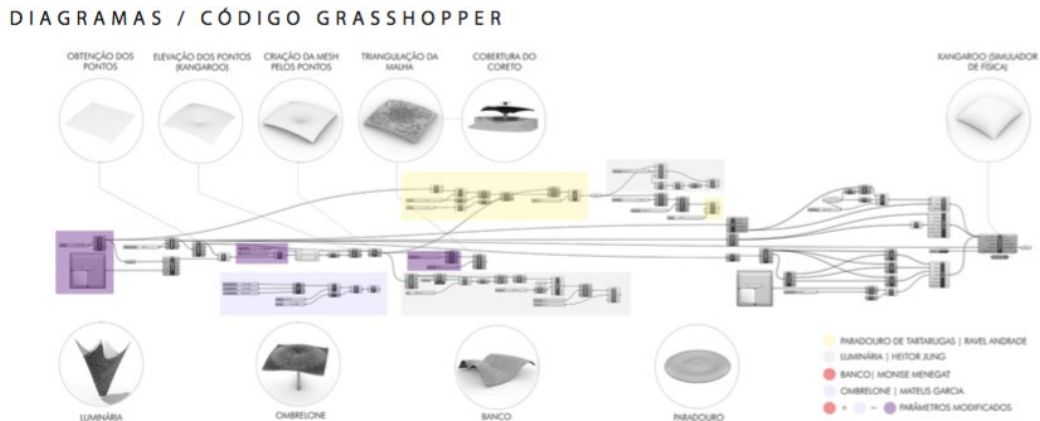 DIAGRAMAS / CÓDIGO GRASSHOPPER
OBTENÇÃO DOS
PONTOS
ELEVAÇÃO DOS PONTOS
(KANGAROO)
CRIAÇÃO DA MESH
PELOS PONTOS
TRIANGULAÇÃO DA
MALHA
COBERTURA DO
CORETO
KANGAROO (SIMULADOR
DE FÍSICA)
LUMINÁRIA
OMBRELONE
BANCO
PARADOURO
PARADOURO DE TARTARUGAS | RAVEL ANDRADE
LUMINÁRIA | HEITOR JUNG
BANCO| MONISE MENEGAT
OMBRELONE | MATEUS GARCIA
+ = PARÂMETROS MODIFICADOS